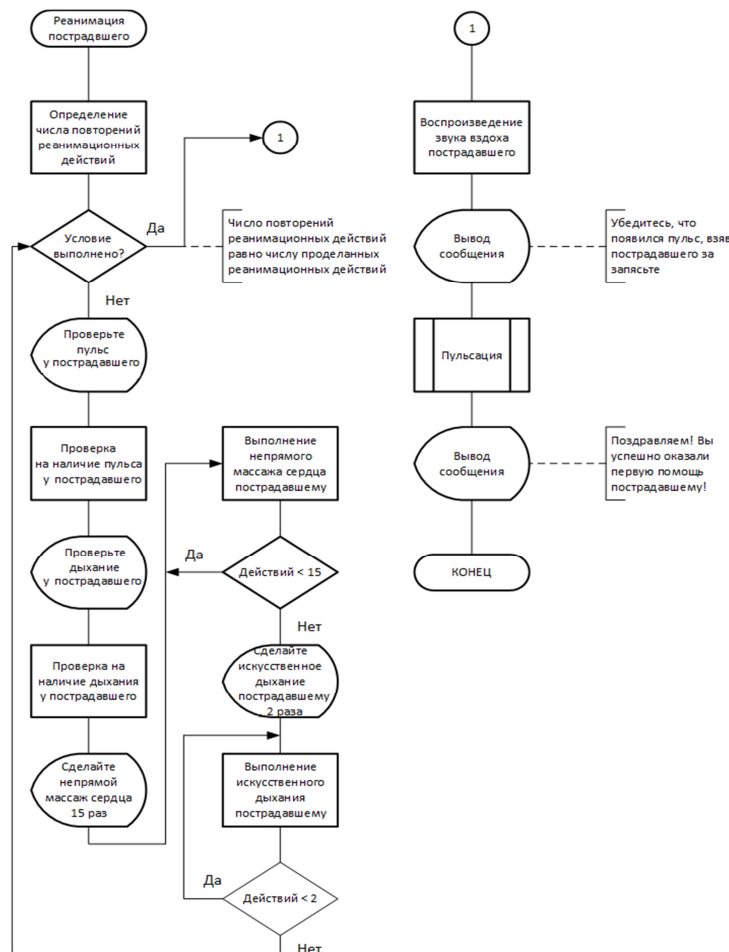 Реанимация
пострадавшего
Определение
числа повторений
реанимационных
действий
1
Условие
выполнено?
Да
Число повторений
реанимационных действий
равно числу проделанных
реанимационных действий
Нет
Проверьте
пульс
у пострадавшего
Проверка
на наличие пульса
у пострадавшего
Проверьте
дыхание
у пострадавшего
Проверка на
наличие дыхания
у пострадавшего
Сделайте
непрямой
массаж сердца
15 раз
Выполнение
непрямого
массажа сердца
пострадавшему
Да
Действий < 15
Нет
Сделайте
искусственное
дыхание
пострадавшему
2 раза
Выполнение
искусственного
дыхания
пострадавшему
Да
Действий < 2
Нет
1
Воспроизведение
звука вздоха
пострадавшего
Вывод
сообщения
Убедитесь, что
появился пульс, взяв
пострадавшего за
запясьте
Пульсация
Вывод
сообщения
Поздравляем! Вы
успешно оказали
первую помощь
пострадавшему!
КОНЕЦ